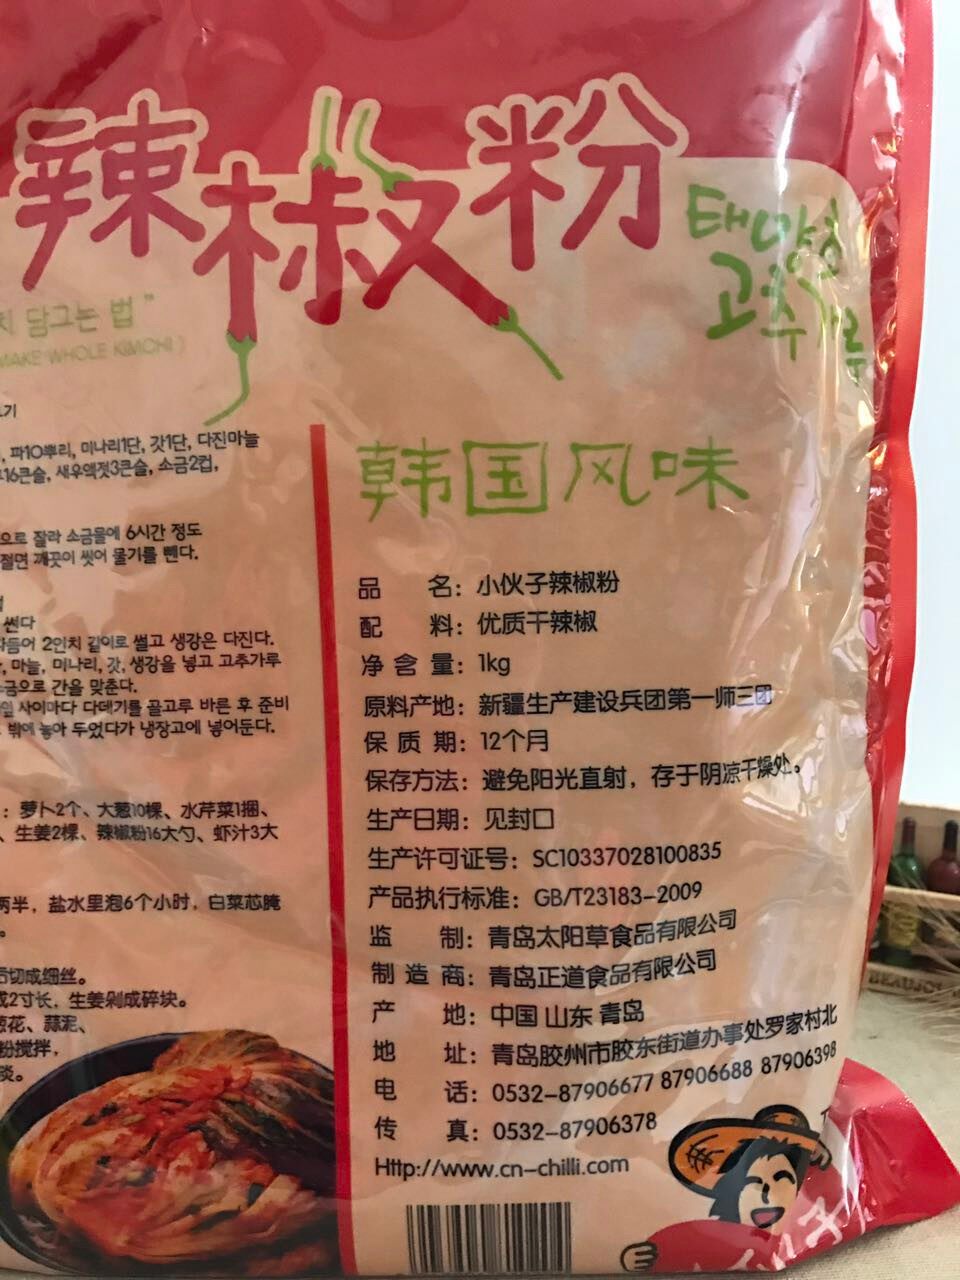 辣椒粉
태양초
고춧가루
치 담그는 법"
MAKE WHOLE KIMCHI )
파10뿌리, 미나리1단, 갓1단, 다진마늘
16큰술, 새우액젓3큰술, 소금2컵,
으로 잘라 소금물에 6시간 정도
절면 깨끗이 씻어 물기를 뺀다.
썬다
다듬어 2인치 길이로 썰고 생강은 다진다.
마늘, 미나리, 갓, 생강을 넣고 고추가루
소금으로 간을 맞춘다.
사이마다 다데기를 골고루 바른 후 준비
밖에 놓아 두었다가 냉장고에 넣어둔다.
：萝卜2个、大葱10棵、水芹菜1捆、
、生姜2棵、辣椒粉16大勺、虾汁3大
两半，盐水里泡6个小时，白菜芯腌
切成细丝。
成2寸长，生姜剁成碎块。
葱花、蒜泥、
粉搅拌，
韩国风味
品 名：小伙子辣椒粉
配 料：优质干辣椒
净含量：1kg
原料产地：新疆生产建设兵团第一师三团
保质期：12个月
保存方法：避免阳光直射，存于阴凉干燥处。
生产日期：见封口
生产许可证号：SC10337028100835
产品执行标准：GB/T23183-2009
监 制：青岛太阳草食品有限公司
制造商：青岛正道食品有限公司
产 地：中国 山东 青岛
地 址：青岛胶州市胶东街道办事处罗家村北
电 话：0532-87906677 87906688 87906398
传 真：0532-87906378
Http://www.cn-chilli.com